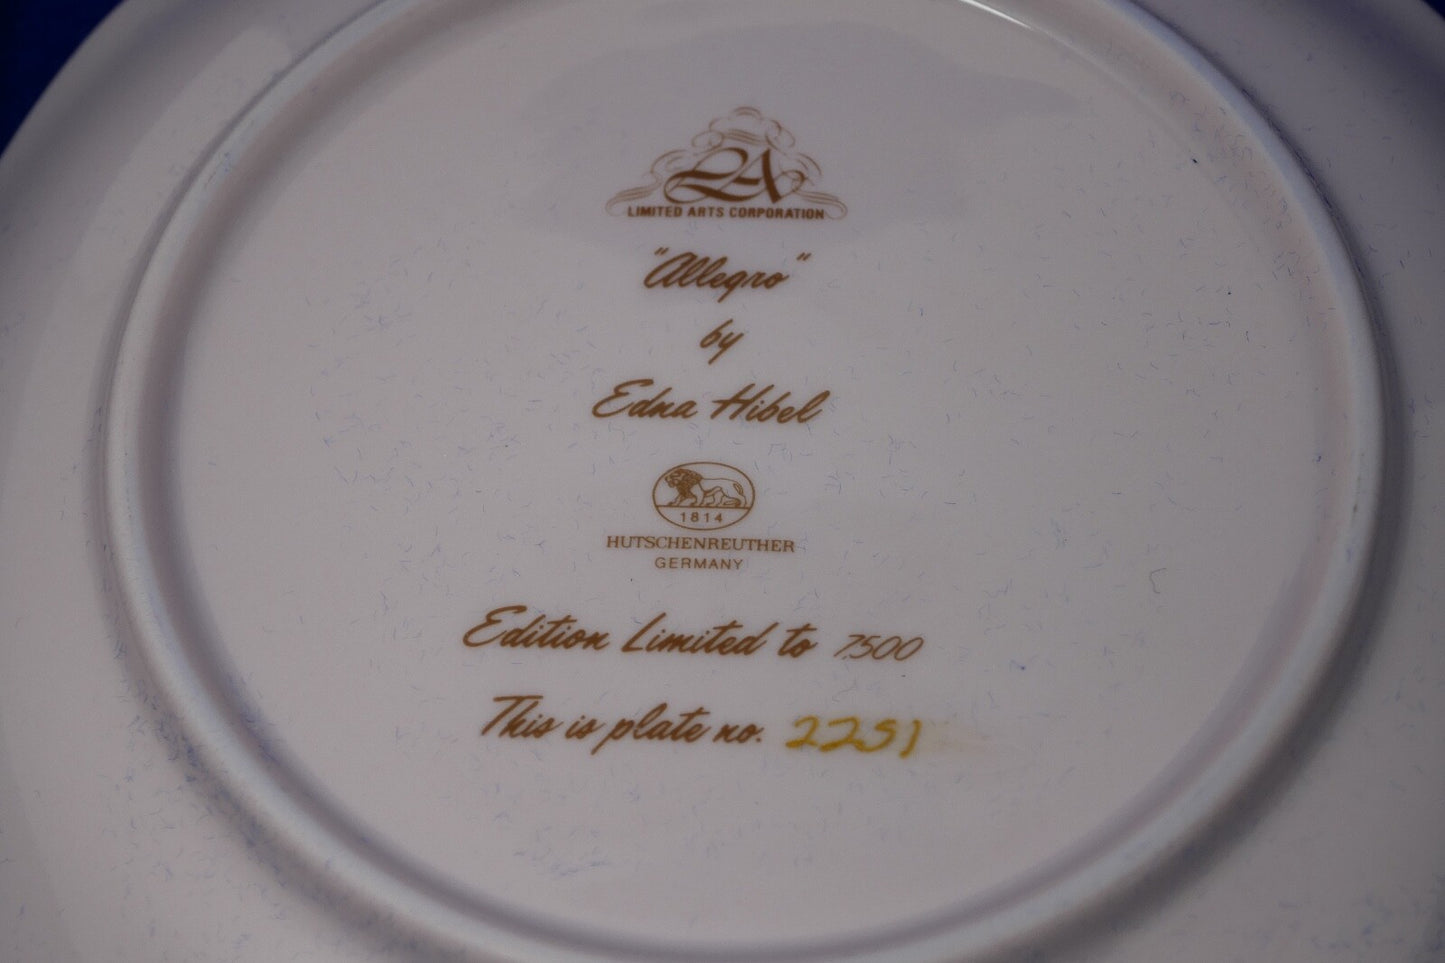 LA
LIMITED ARTS CORPORATION
"Allegro"
by
Edna Hibel
1814
HUTSCHENREUTHER
GERMANY
Edition Limited to 7500
This is plate no. 2251